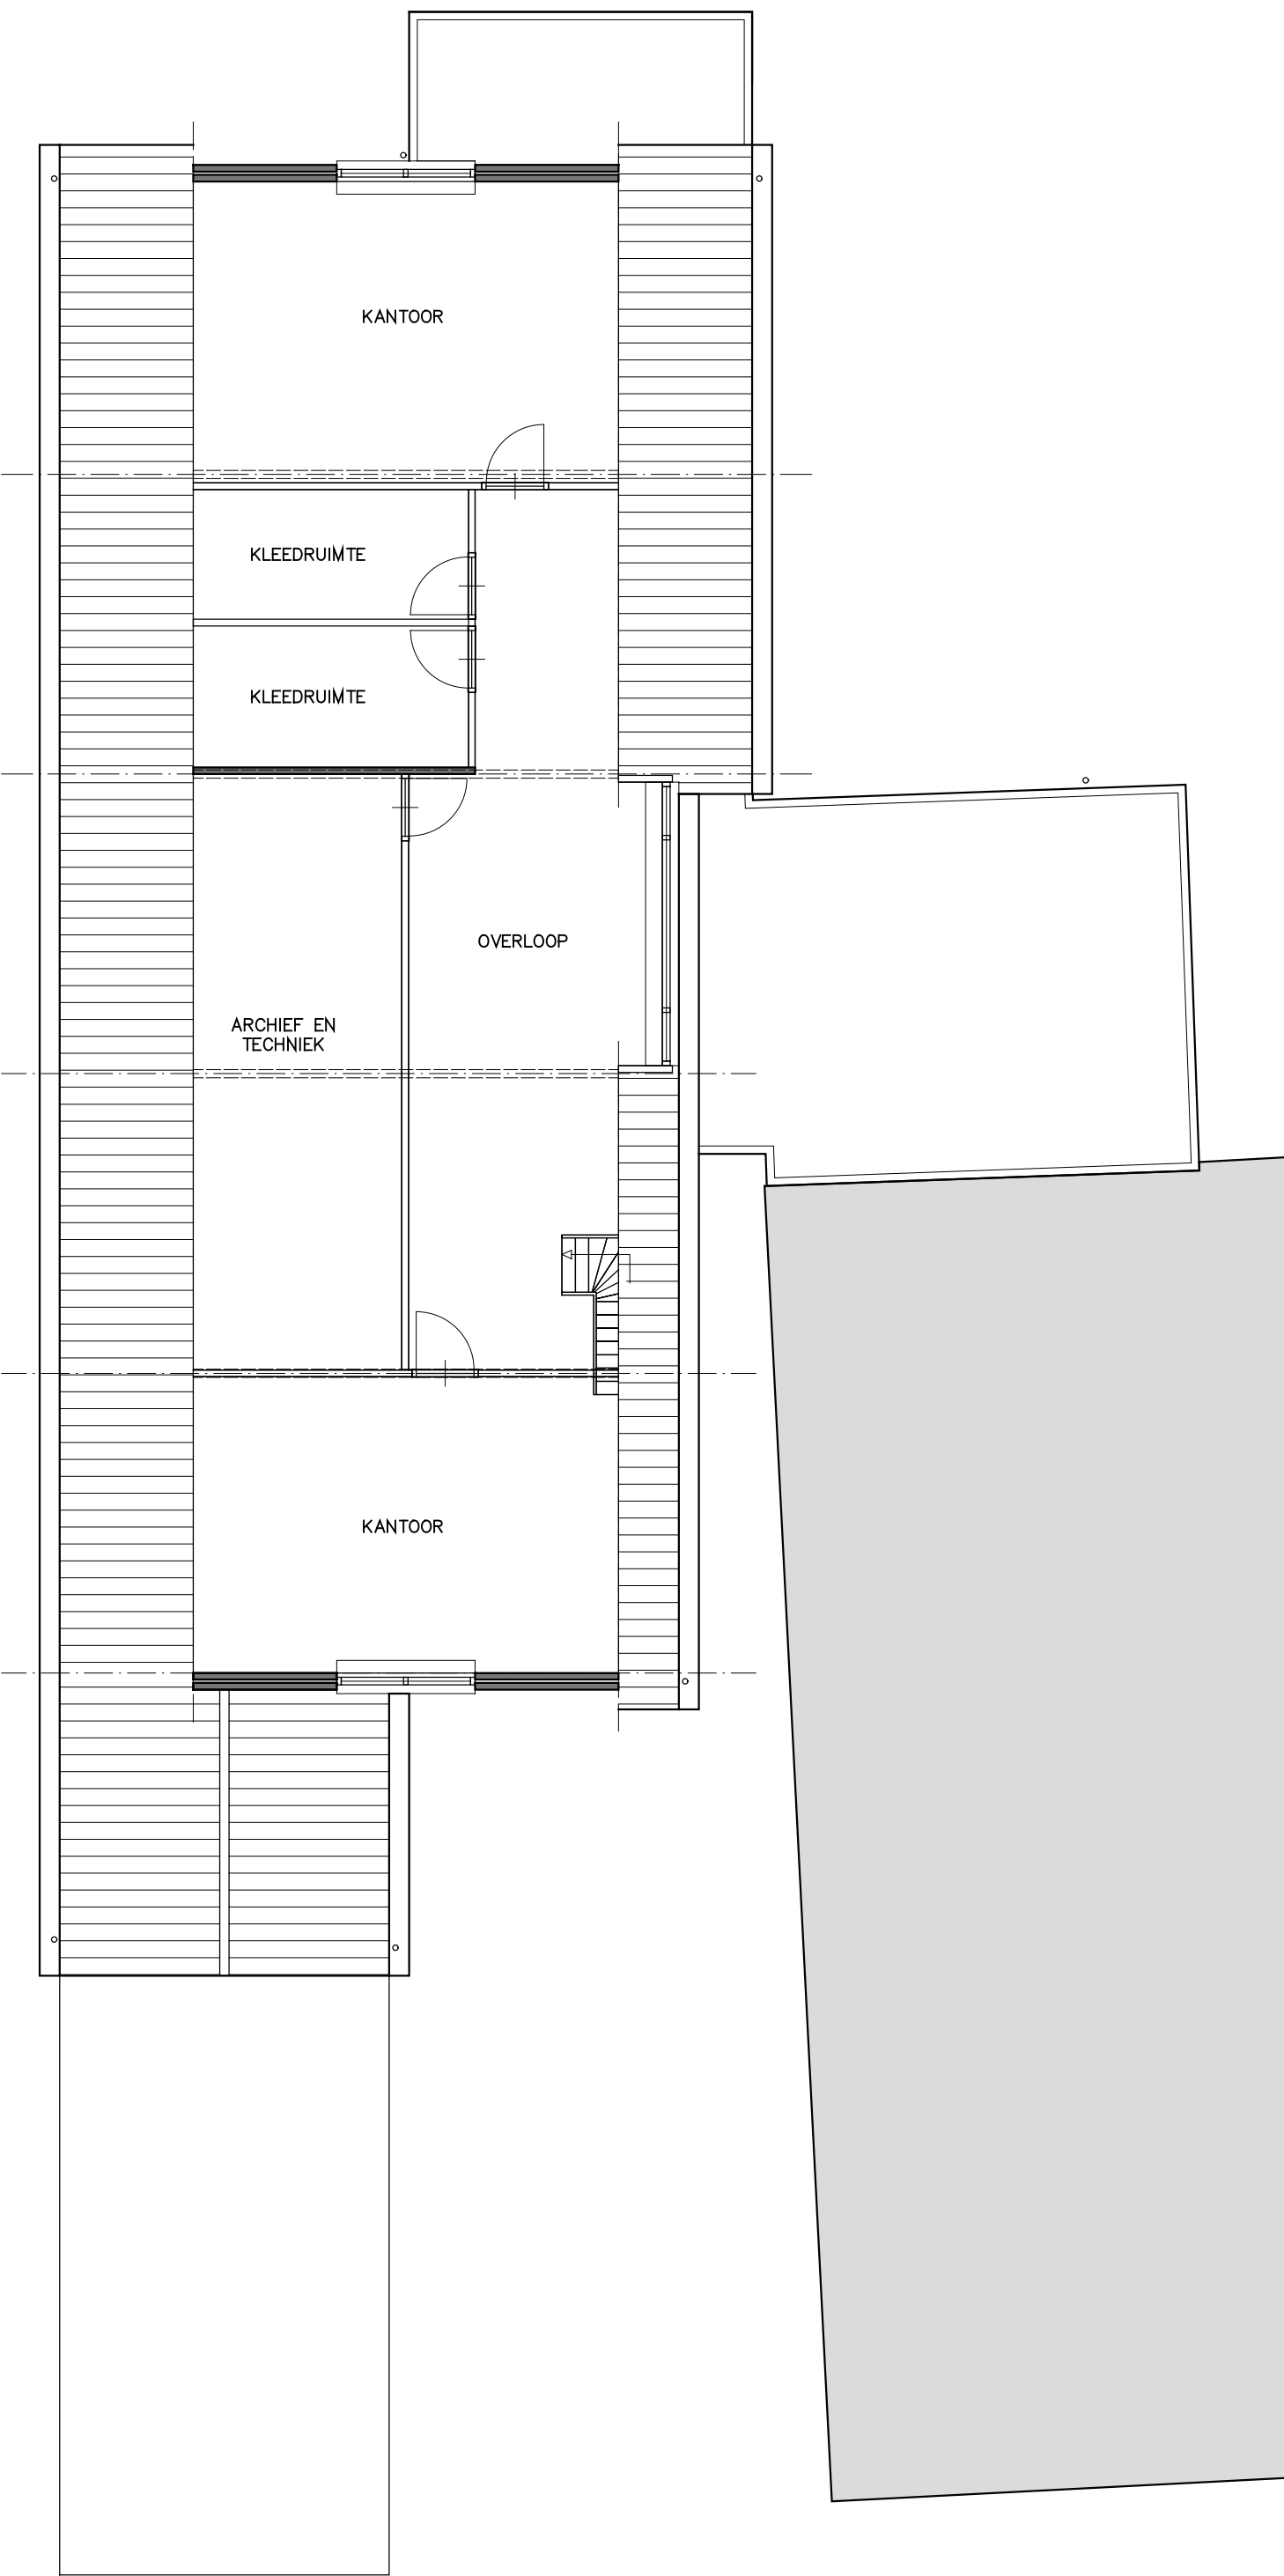 KANTOOR
KLEEDRUIMTE
KLEEDRUIMTE
OVERLOOP
ARCHIEF EN
TECHNIEK
KANTOOR